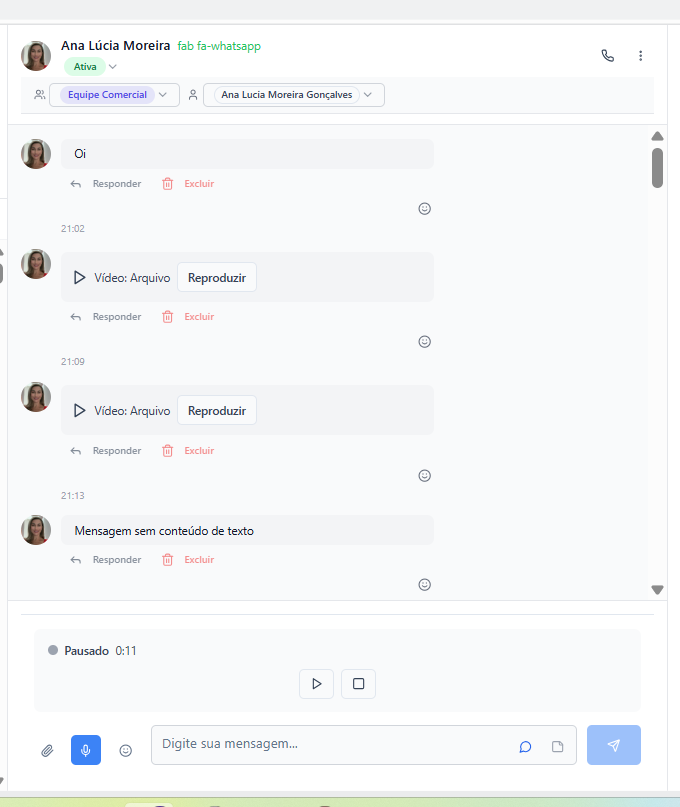 Ana Lúcia Moreira fab fa-whatsapp
Ativa
Equipe Comercial Ana Lucia Moreira Gonçalves
Oi
Responder Excluir
21:02
Vídeo: Arquivo Reproduzir
Responder Excluir
21:09
Vídeo: Arquivo Reproduzir
Responder Excluir
21:13
Mensagem sem conteúdo de texto
Responder Excluir
Pausado 0:11
Digite sua mensagem...